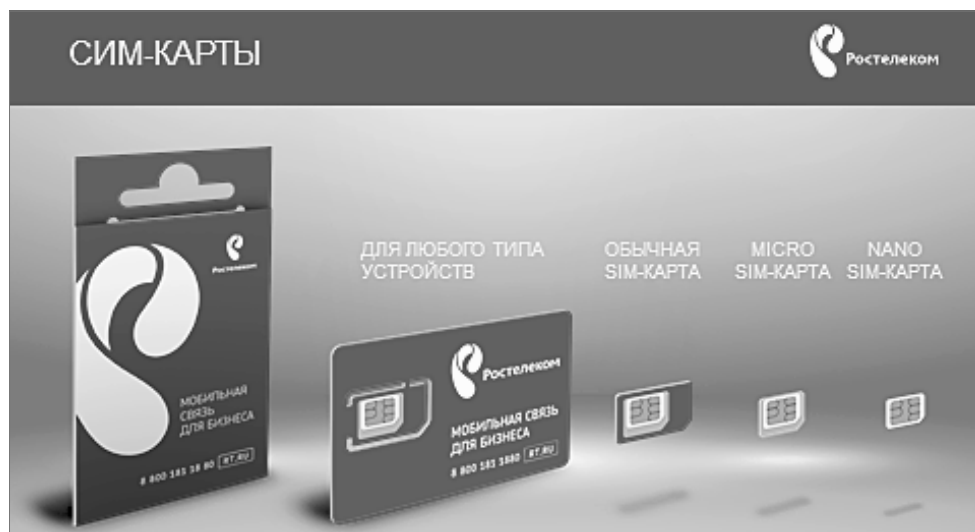 СИМ-КАРТЫ
Ростелеком
Ростелеком
МОБИЛЬНАЯ
СВЯЗЬ
ДЛЯ БИЗНЕСА
8 800 181 18 80 RT.RU
ДЛЯ ЛЮБОГО ТИПА
УСТРОЙСТВ
Ростелеком
МОБИЛЬНАЯ СВЯЗЬ
ДЛЯ БИЗНЕСА
8 800 181 1880 RT.RU
ОБЫЧНАЯ
SIM-КАРТА
MICRO
SIM-КАРТА
NANO
SIM-КАРТА